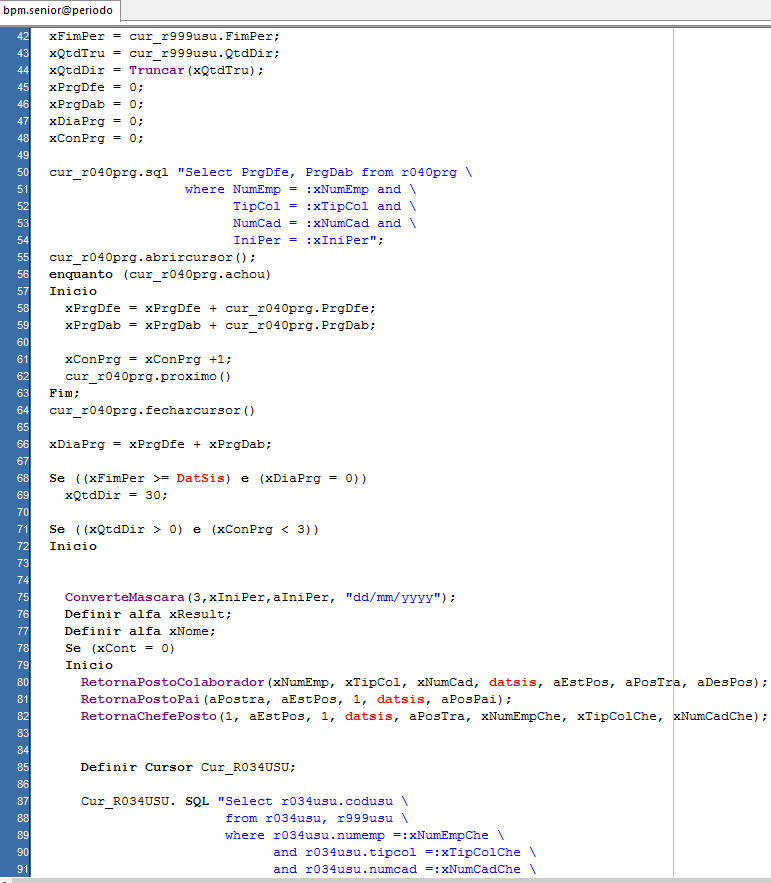 bpm.senior@periodo
42 xFimPer = cur_r999usu.FimPer;
43 xQtdTru = cur_r999usu.QtdDir;
44 xQtdDir = Truncar(xQtdTru);
45 xPrgDfe = 0;
46 xPrgDab = 0;
47 xDiaPrg = 0;
48 xConPrg = 0;
49
50 cur_r040prg.sql "Select PrgDfe, PrgDab from r040prg \
51 where NumEmp = :xNumEmp and \
52 TipCol = :xTipCol and \
53 NumCad = :xNumCad and \
54 IniPer = :xIniPer";
55 cur_r040prg.abrircursor();
56 enquanto (cur_r040prg.achou)
57 Inicio
58 xPrgDfe = xPrgDfe + cur_r040prg.PrgDfe;
59 xPrgDab = xPrgDab + cur_r040prg.PrgDab;
60
61 xConPrg = xConPrg +1;
62 cur_r040prg.proximo()
63 Fim;
64 cur_r040prg.fecharcursor()
65
66 xDiaPrg = xPrgDfe + xPrgDab;
67
68 Se ((xFimPer >= DatSis) e (xDiaPrg = 0))
69 xQtdDir = 30;
70
71 Se ((xQtdDir > 0) e (xConPrg < 3))
72 Inicio
73
74
75 ConverteMascara(3,xIniPer,aIniPer, "dd/mm/yyyy");
76 Definir alfa xResult;
77 Definir alfa xNome;
78 Se (xCont = 0)
79 Inicio
80 RetornaPostoColaborador(xNumEmp, xTipCol, xNumCad, datsis, aEstPos, aPosTra, aDesPos);
81 RetornaPostoPai(aPostra, aEstPos, 1, datsis, aPosPai);
82 RetornaChefePosto(1, aEstPos, 1, datsis, aPosTra, xNumEmpChe, xTipColChe, xNumCadChe);
83
84
85 Definir Cursor Cur_R034USU;
86
87 Cur_R034USU. SQL "Select r034usu.codusu \
88 from r034usu, r999usu \
89 where r034usu.numemp =:xNumEmpChe \
90 and r034usu.tipcol =:xTipColChe \
91 and r034usu.numcad =:xNumCadChe \